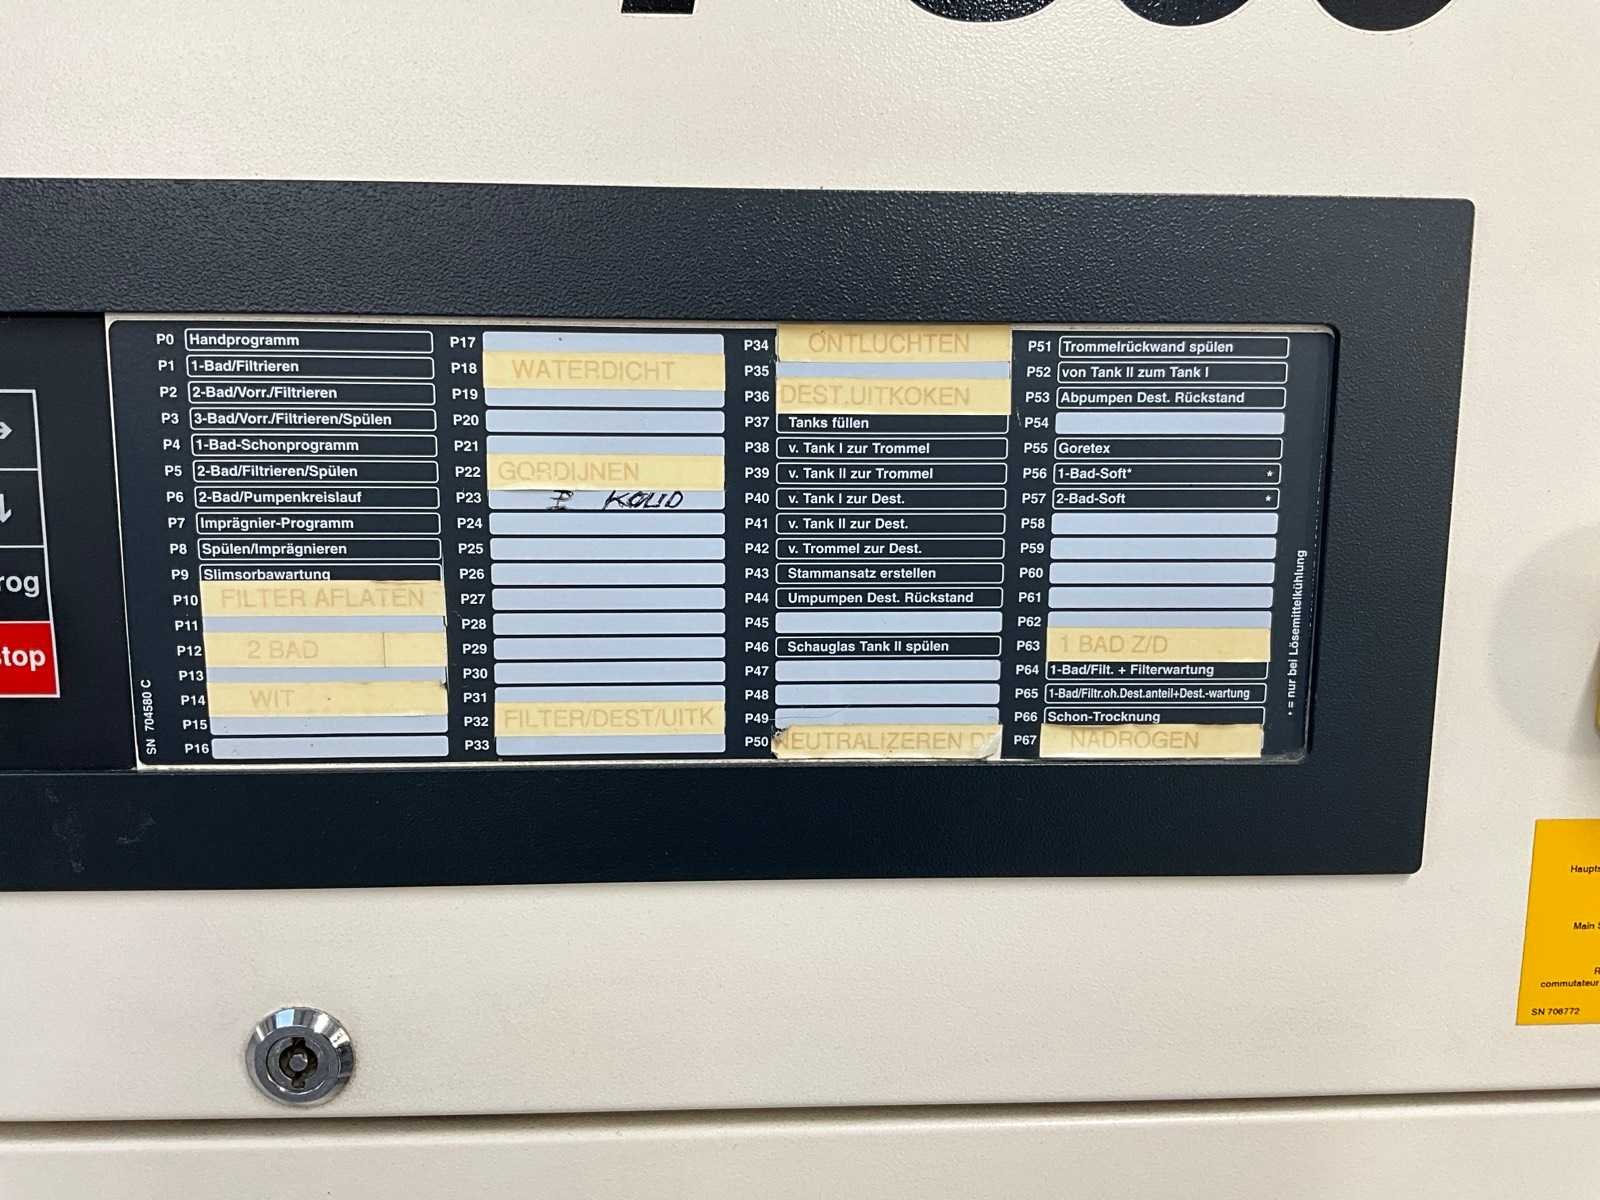 rog
stop
P0 Handprogramm
P1 1-Bad/Filtrieren
P2 2-Bad/Vorr./Filtrieren
P3 3-Bad/Vorr./Filtrieren/Spülen
P4 1-Bad-Schonprogramm
P5 2-Bad/Filtrieren/Spülen
P6 2-Bad/Pumpenkreislauf
P7 Imprägnier-Programm
P8 Spülen/Imprägnieren
P9 Slimsorbawartung
P10 FILTER AFLATEN
P11
P12 2 BAD
P13
P14 WIT
P15
P16
SN 704580 C
P17
P18 WATERDICHT
P19
P20
P21
P22 GORDIJNEN
P23 KOUD
P24
P25
P26
P27
P28
P29
P30
P31
P32 FILTER/DEST/UITK
P33
P34 ONTLUCHTEN
P35
P36 DEST.UITKOKEN
P37 Tanks füllen
P38 v. Tank I zur Trommel
P39 v. Tank II zur Trommel
P40 v. Tank I zur Dest.
P41 v. Tank II zur Dest.
P42 v. Trommel zur Dest.
P43 Stammansatz erstellen
P44 Umpumpen Dest. Rückstand
P45
P46 Schauglas Tank II spülen
P47
P48
P49
P50 NEUTRALIZEREN DE
P51 Trommelrückwand spülen
P52 von Tank II zum Tank I
P53 Abpumpen Dest. Rückstand
P54
P55 Goretex
P56 1-Bad-Soft* *
P57 2-Bad-Soft *
P58
P59
P60
P61
P62
P63 1 BAD Z/D
P64 1-Bad/Filt. + Filterwartung
P65 1-Bad/Filtr.oh.Dest.anteil+Dest.-wartung
P66 Schon-Trocknung
P67 NADROGEN
* = nur bei Lösemittelkühlung
Haupts
Main S
R
commutateur
SN 706772